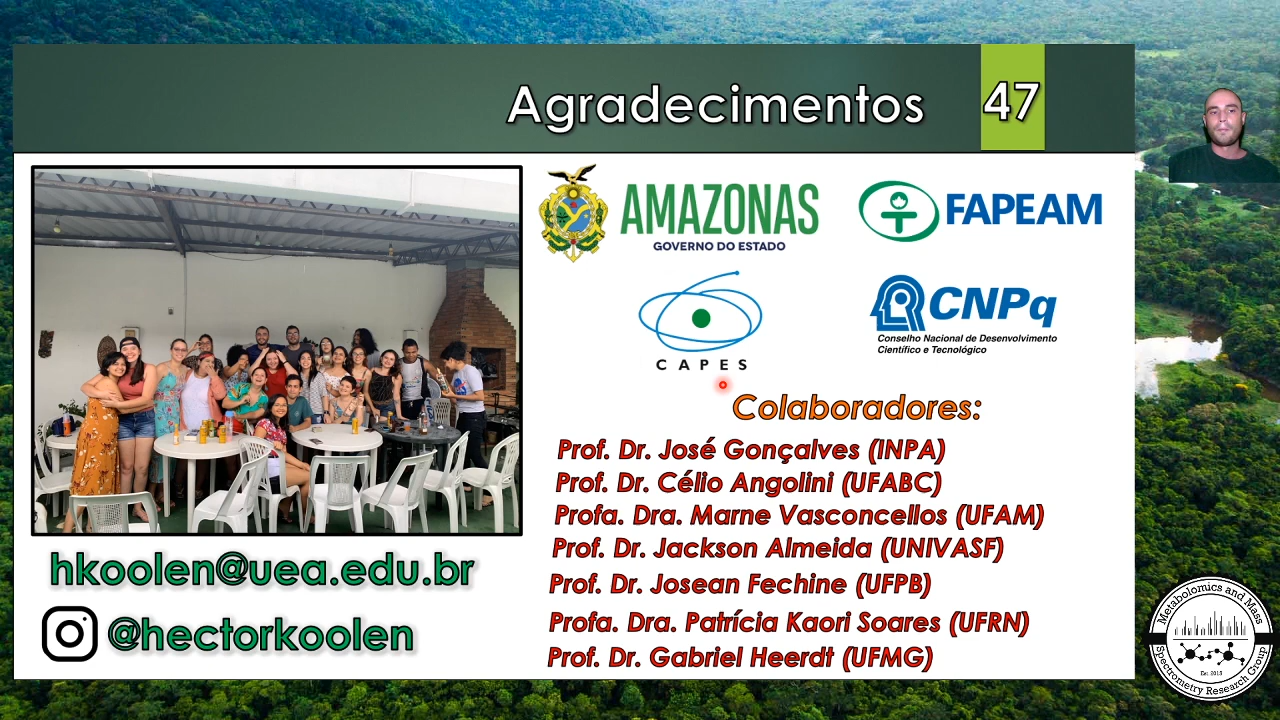 Agradecimentos
47
AMAZONAS
GOVERNO DO ESTADO
FAPEAM
CAPES
CNPq
Conselho Nacional de Desenvolvimento
Científico e Tecnológico
Colaboradores:
Prof. Dr. José Gonçalves (INPA)
Prof. Dr. Célio Angolini (UFABC)
Profa. Dra. Marne Vasconcellos (UFAM)
Prof. Dr. Jackson Almeida (UNIVASF)
Prof. Dr. Josean Fechine (UFPB)
Profa. Dra. Patrícia Kaori Soares (UFRN)
Prof. Dr. Gabriel Heerdt (UFMG)
hkoolen@uea.edu.br
@hectorkoolen
Metabolomics and Mass
Spectrometry Research Group
Est. 2015